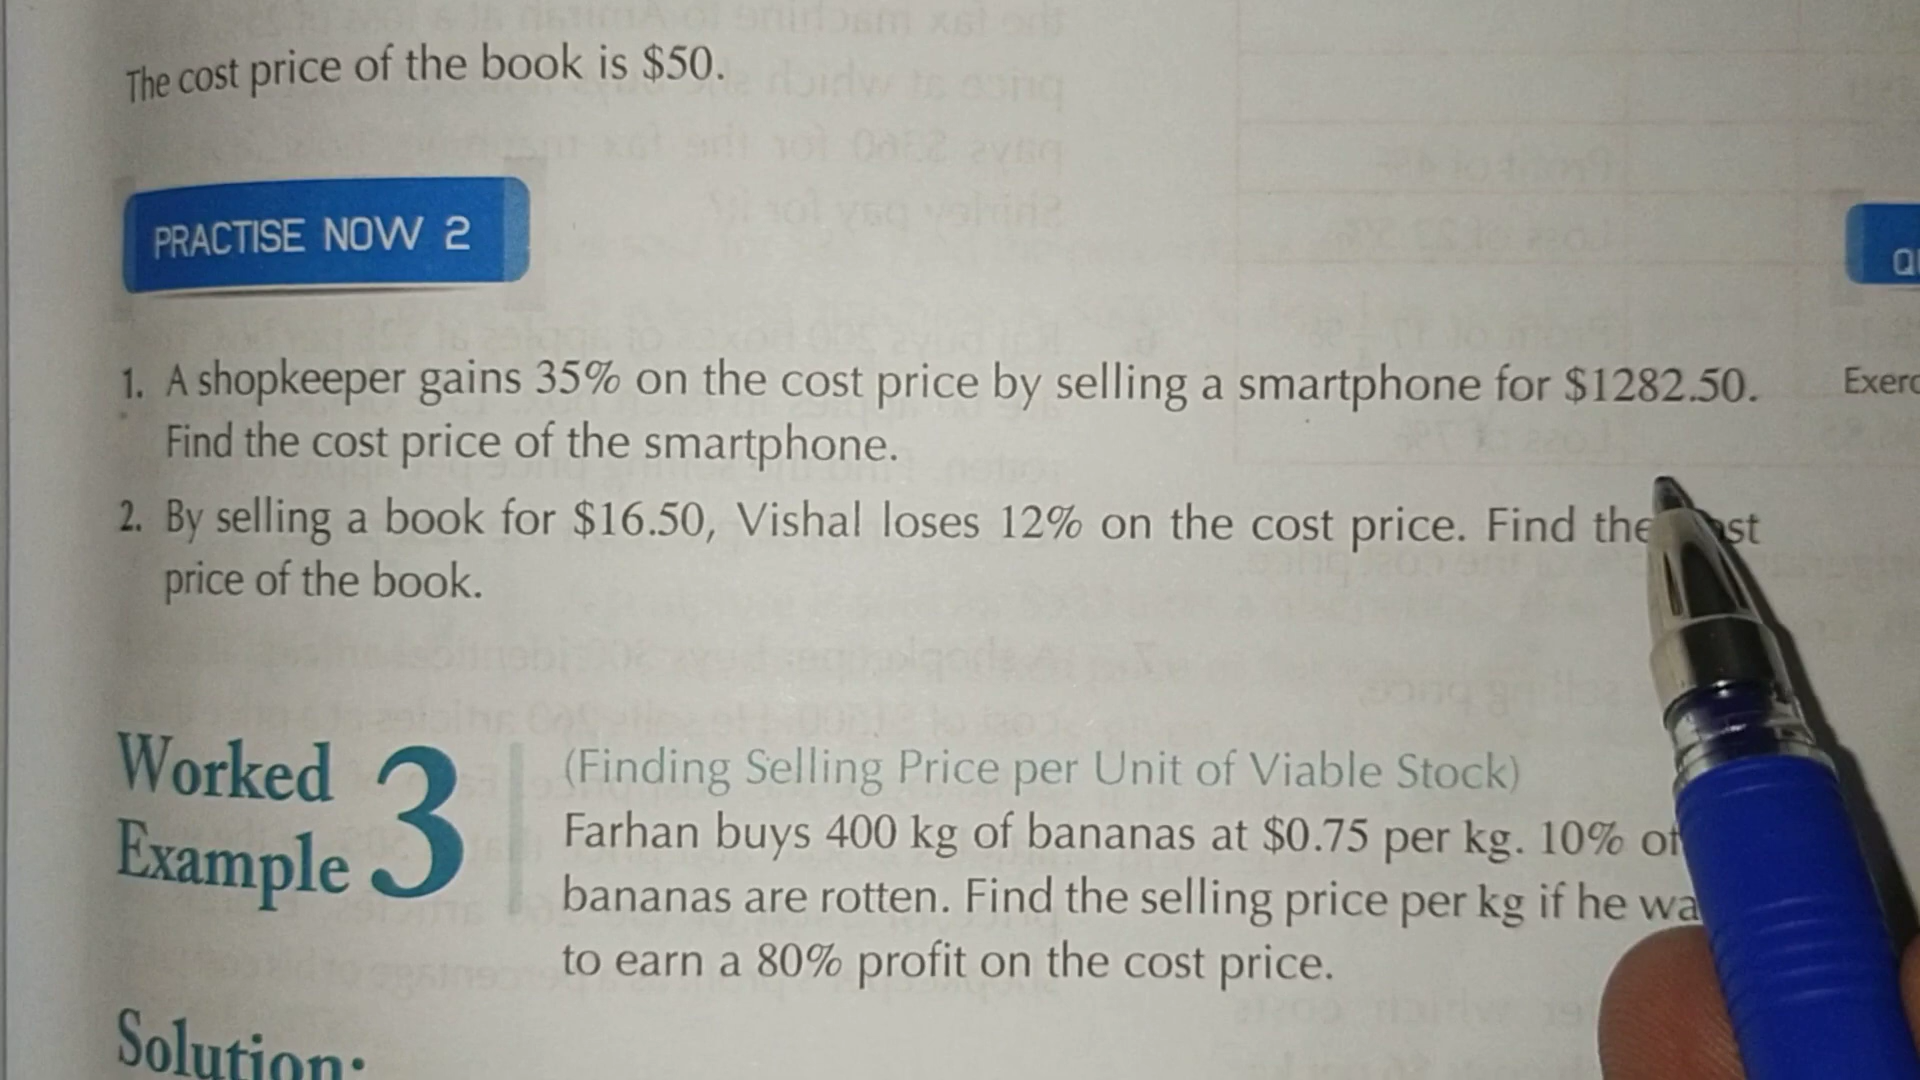 The cost price of the book is $50.
PRACTISE NOW 2
1. A shopkeeper gains 35% on the cost price by selling a smartphone for $1282.50.
Find the cost price of the smartphone.
Exerc
2. By selling a book for $16.50, Vishal loses 12% on the cost price. Find the
price of the book.
Worked Example 3
(Finding Selling Price per Unit of Viable Stock)
Farhan buys 400 kg of bananas at $0.75 per kg. 10% of
bananas are rotten. Find the selling price per kg if he
to earn a 80% profit on the cost price.
Solution: